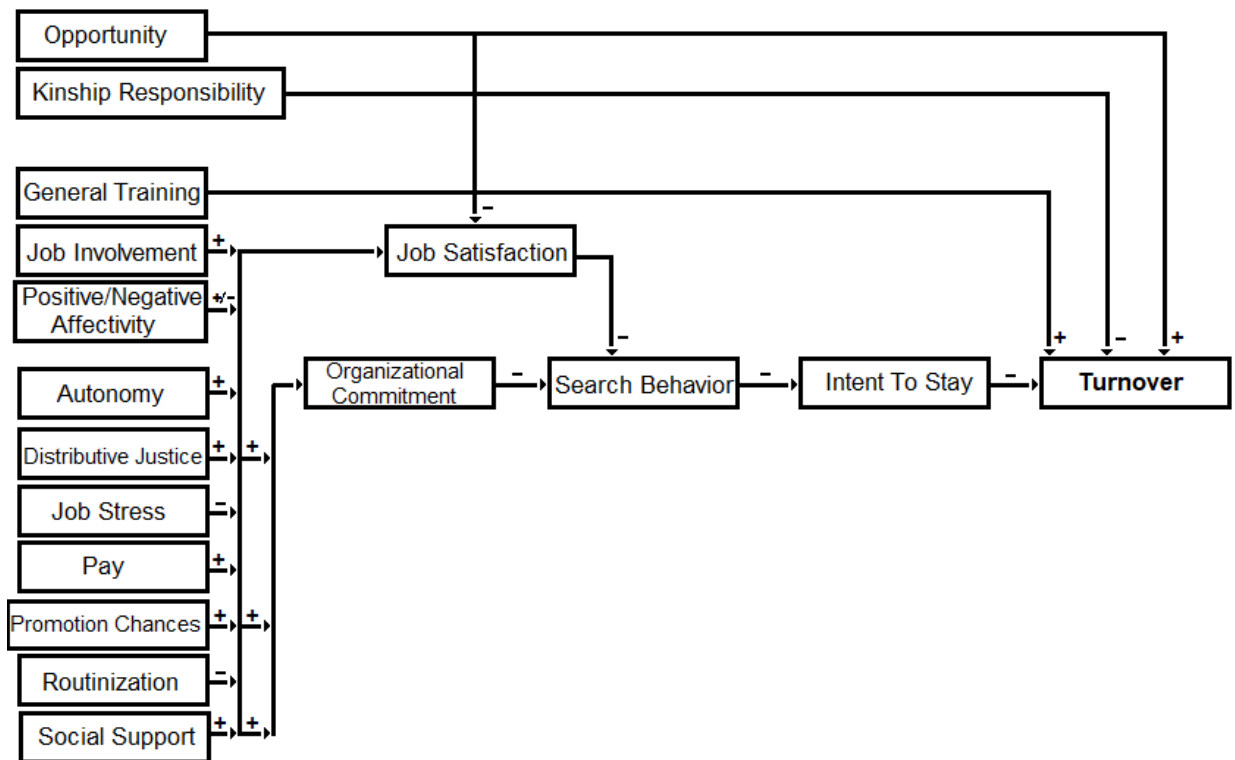 Opportunity
Kinship Responsibility
General Training
-
Job Involvement
+
Job Satisfaction
Positive/Negative
Affectivity
+/-
+
-
+
-
Autonomy
+
Organizational
Commitment
-
Search Behavior
-
Intent To Stay
-
Turnover
Distributive Justice
+
+
Job Stress
-
Pay
+
Promotion Chances
+
+
Routinization
-
Social Support
+
+